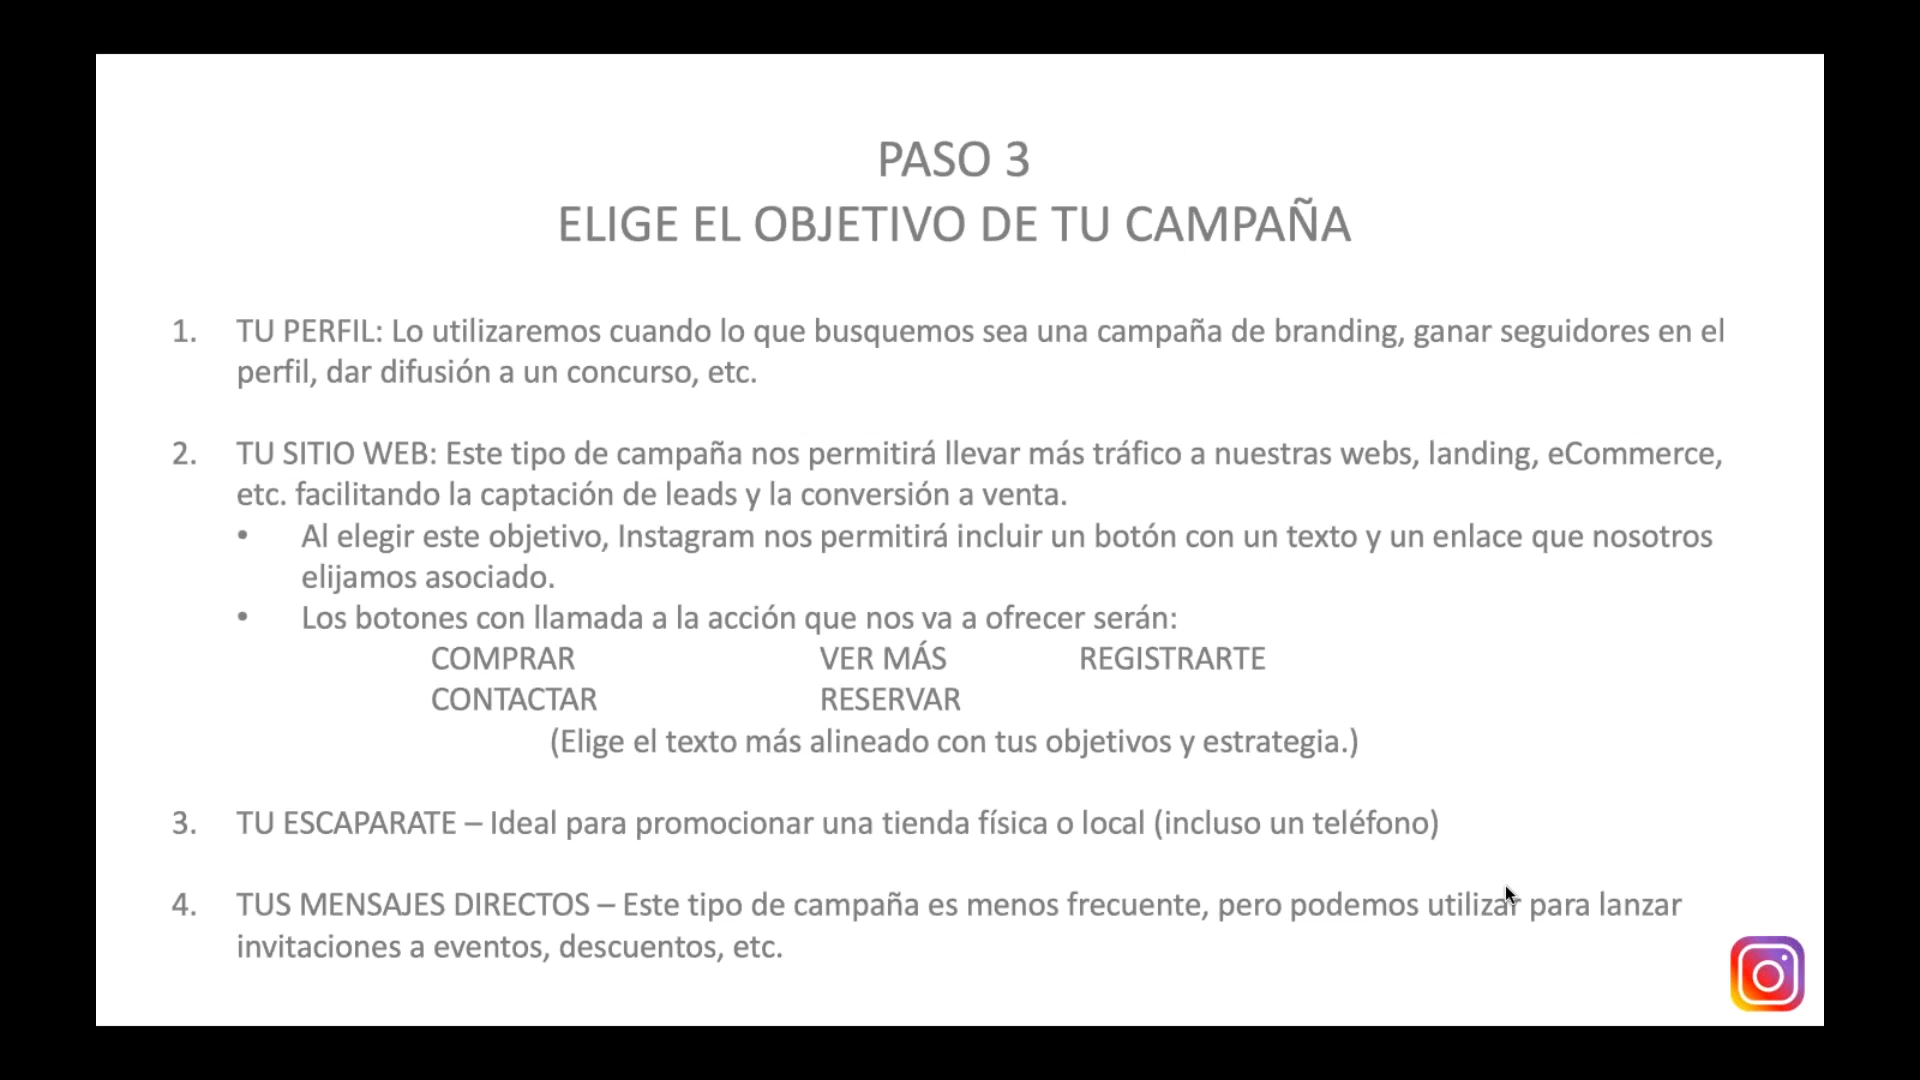 PASO 3
ELIGE EL OBJETIVO DE TU CAMPAÑA
1. TU PERFIL: Lo utilizaremos cuando lo que busquemos sea una campaña de branding, ganar seguidores en el
perfil, dar difusión a un concurso, etc.
2. TU SITIO WEB: Este tipo de campaña nos permitirá llevar más tráfico a nuestras webs, landing, eCommerce,
etc. facilitando la captación de leads y la conversión a venta.
• Al elegir este objetivo, Instagram nos permitirá incluir un botón con un texto y un enlace que nosotros
elijamos asociado.
• Los botones con llamada a la acción que nos va a ofrecer serán:
COMPRAR VER MÁS REGISTRARTE
CONTACTAR RESERVAR
(Elige el texto más alineado con tus objetivos y estrategia.)
3. TU ESCAPARATE – Ideal para promocionar una tienda física o local (incluso un teléfono)
4. TUS MENSAJES DIRECTOS – Este tipo de campaña es menos frecuente, pero podemos utilizar para lanzar
invitaciones a eventos, descuentos, etc.